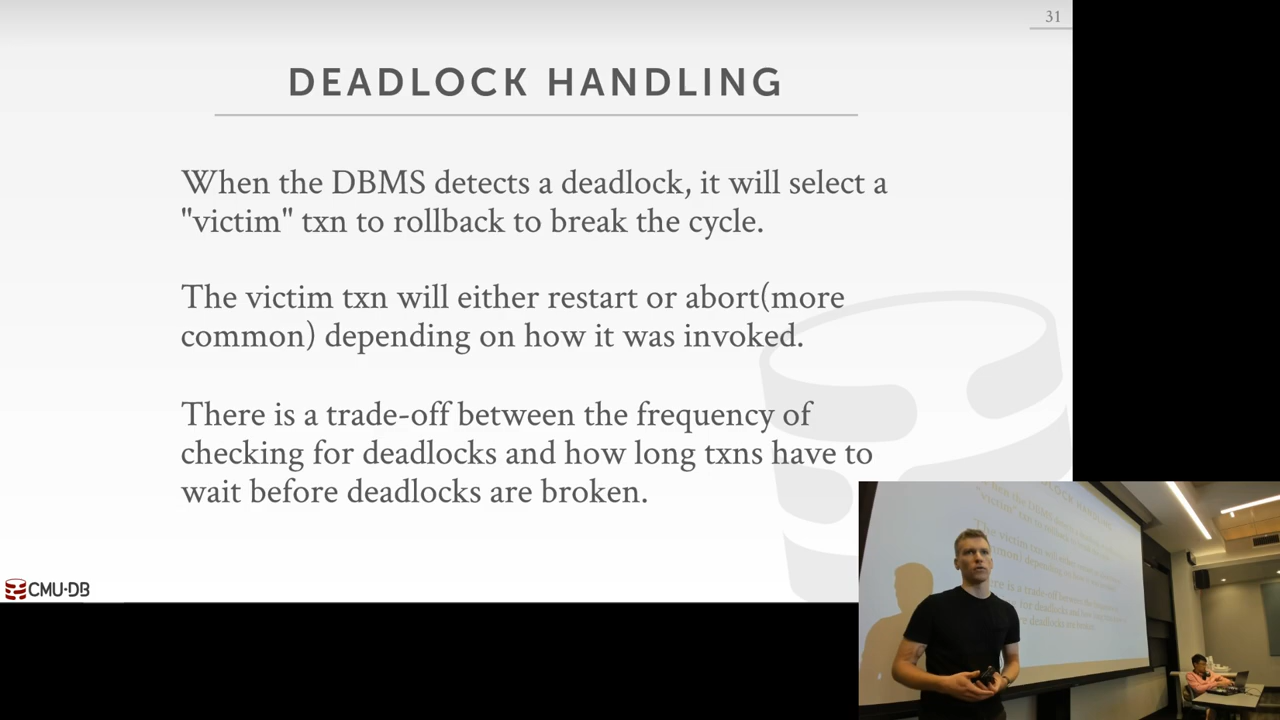 31
DEADLOCK HANDLING
When the DBMS detects a deadlock, it will select a
"victim" txn to rollback to break the cycle.
The victim txn will either restart or abort(more
common) depending on how it was invoked.
There is a trade-off between the frequency of
checking for deadlocks and how long txns have to
wait before deadlocks are broken.
CMU·DB